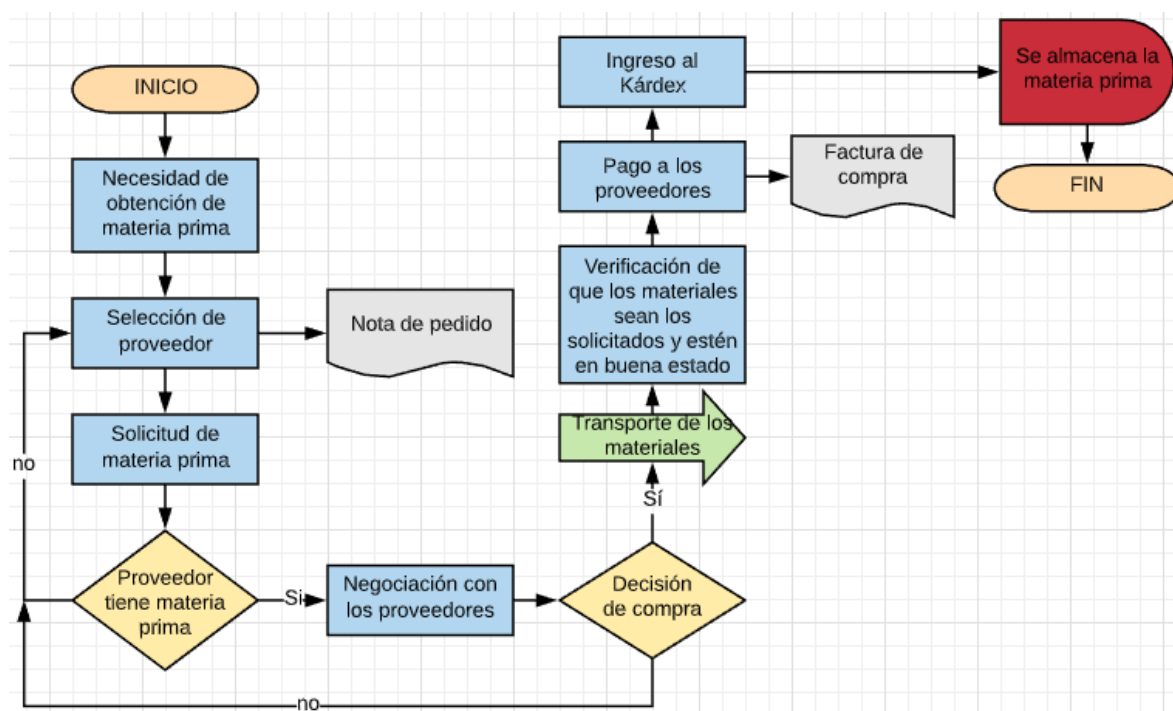 INICIO
Necesidad de
obtención de
materia prima
Selección de
proveedor
Nota de pedido
Solicitud de
materia prima
no
Proveedor
tiene materia
prima
Si
Negociación con
los proveedores
Decisión
de compra
no
Sí
Transporte de los
materiales
Verificación de
que los materiales
sean los
solicitados y estén
en buena estado
Pago a los
proveedores
Factura de
compra
Ingreso al
Kárdex
Se almacena la
materia prima
FIN